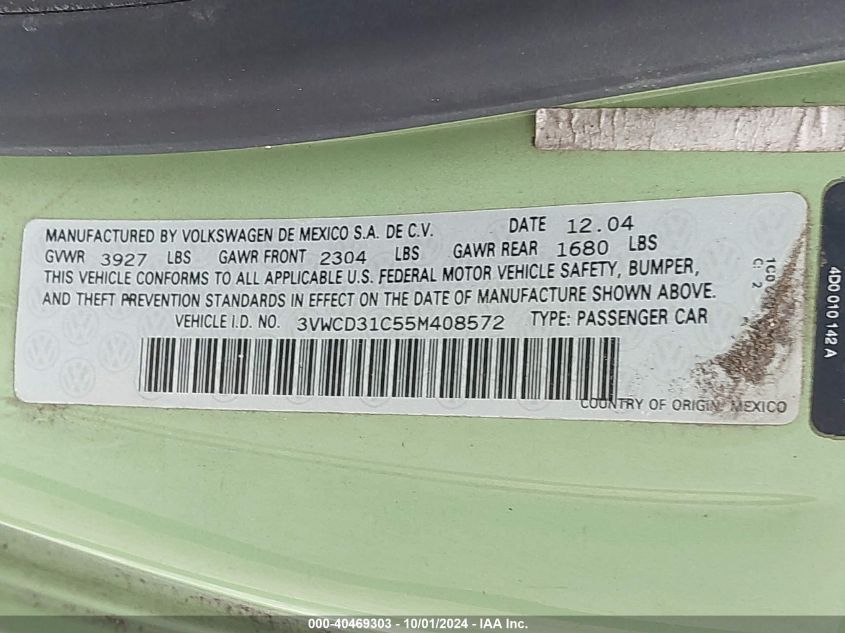 MANUFACTURED BY VOLKSWAGEN DE MEXICO S.A. DE C.V. DATE 12.04
GVWR 3927 LBS GAWR FRONT 2304 LBS GAWR REAR 1680 LBS
THIS VEHICLE CONFORMS TO ALL APPLICABLE U.S. FEDERAL MOTOR VEHICLE SAFETY, BUMPER,
AND THEFT PREVENTION STANDARDS IN EFFECT ON THE DATE OF MANUFACTURE SHOWN ABOVE.
VEHICLE I.D. NO. 3VWCD31C55M408572 TYPE: PASSENGER CAR
COUNTRY OF ORIGIN: MEXICO
4D0 010 142 A
000-40469303 - 10/01/2024 - IAA Inc.